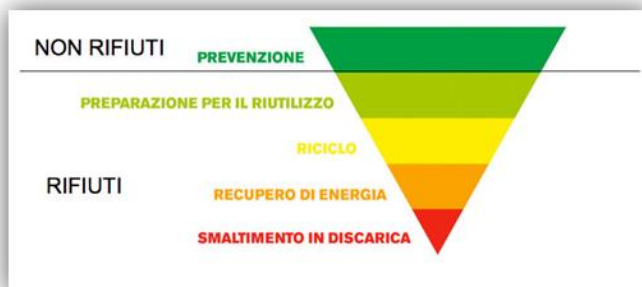 NON RIFIUTI
PREVENZIONE
PREPARAZIONE PER IL RIUTILIZZO
RICICLO
RIFIUTI
RECUPERO DI ENERGIA
SMALTIMENTO IN DISCARICA